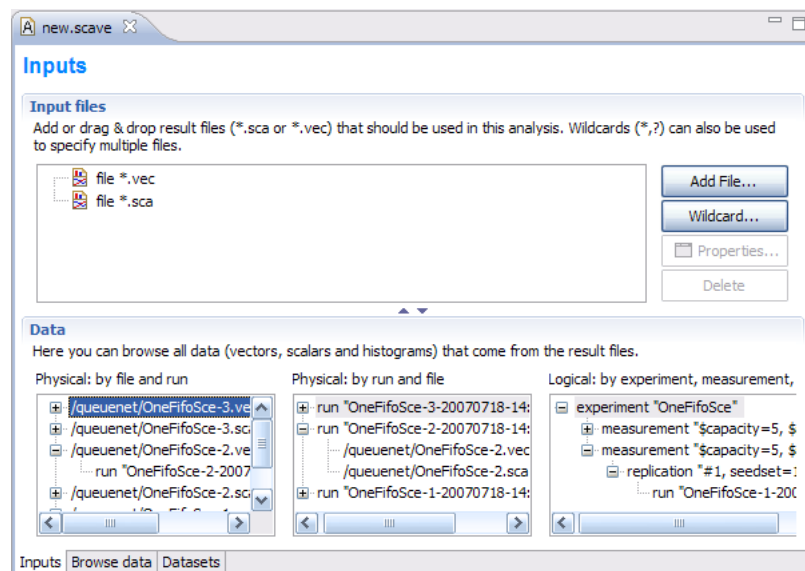 new.scave
Inputs
Input files
Add or drag & drop result files (*.sca or *.vec) that should be used in this analysis. Wildcards (*,?) can also be used
to specify multiple files.
file *.vec
file *.sca
Add File...
Wildcard...
Properties...
Delete
Data
Here you can browse all data (vectors, scalars and histograms) that come from the result files.
Physical: by file and run
/queuenet/OneFifoSce-3.ve
/queuenet/OneFifoSce-3.sc
/queuenet/OneFifoSce-2.ve
run "OneFifoSce-2-2007
/queuenet/OneFifoSce-2.sc
Physical: by run and file
run "OneFifoSce-3-20070718-14:
run "OneFifoSce-2-20070718-14:
/queuenet/OneFifoSce-2.vec
/queuenet/OneFifoSce-2.sca
run "OneFifoSce-1-20070718-14:
Logical: by experiment, measurement,
experiment "OneFifoSce"
measurement "$capacity=5, $
measurement "$capacity=5, $
replication "#1, seedset=1
run "OneFifoSce-1-200
Inputs Browse data Datasets